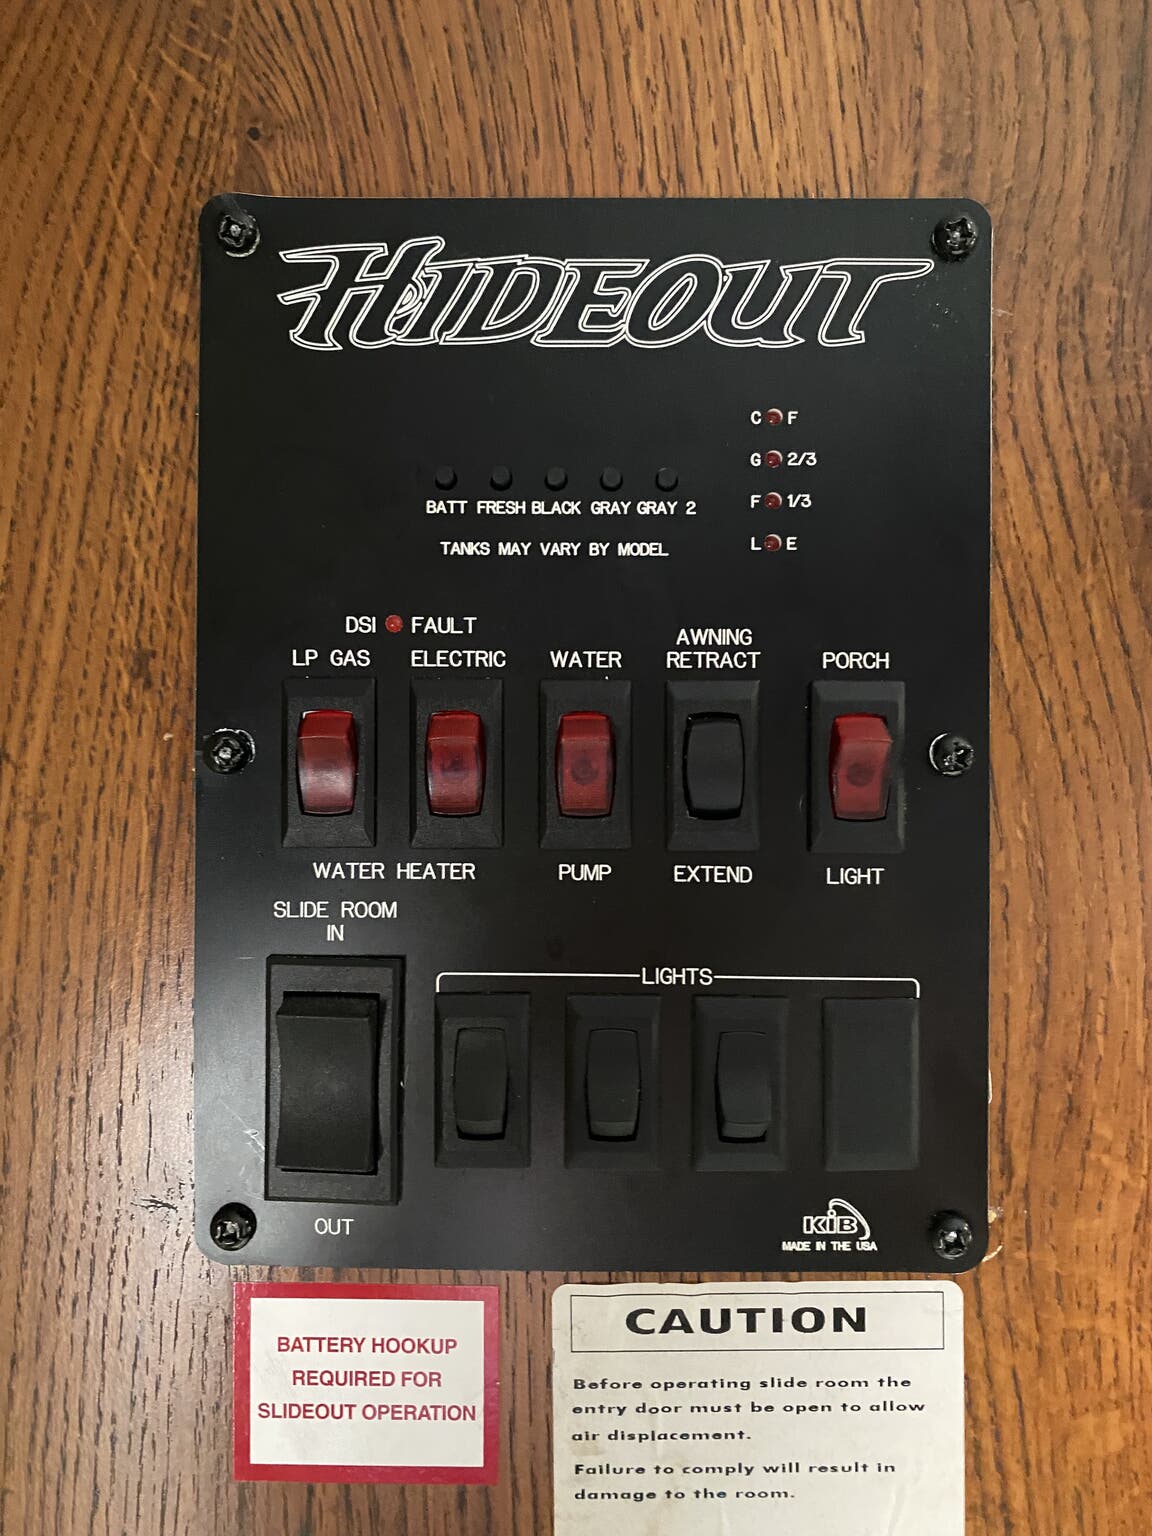 HIDEOUT
C F
G 2/3
F 1/3
L E
BATT FRESH BLACK GRAY GRAY 2
TANKS MAY VARY BY MODEL
DSI FAULT
LP GAS ELECTRIC WATER AWNING RETRACT PORCH
WATER HEATER PUMP EXTEND LIGHT
SLIDE ROOM
IN
LIGHTS
OUT
KIB
MADE IN THE USA
BATTERY HOOKUP
REQUIRED FOR
SLIDEOUT OPERATION
CAUTION
Before operating slide room the
entry door must be open to allow
air displacement.
Failure to comply will result in
damage to the room.